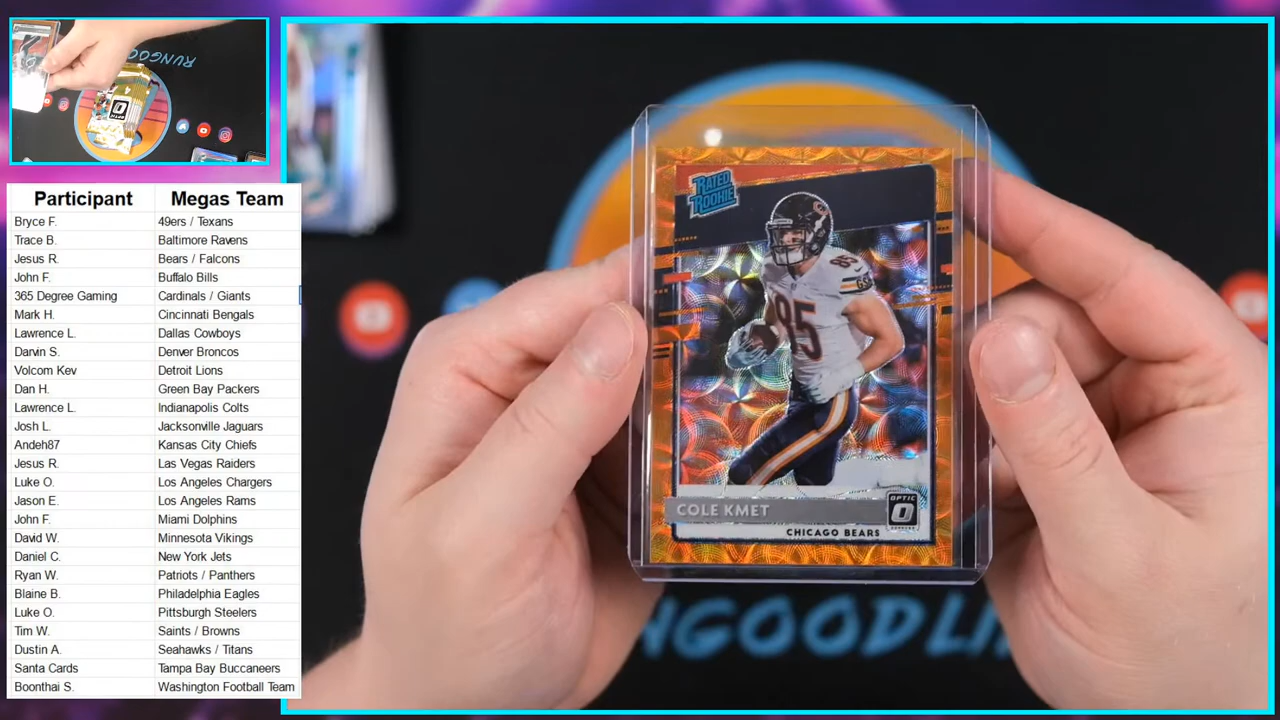 RUNGOOD
Participant Megas Team
Bryce F. 49ers / Texans
Trace B. Baltimore Ravens
Jesus R. Bears / Falcons
John F. Buffalo Bills
365 Degree Gaming Cardinals / Giants
Mark H. Cincinnati Bengals
Lawrence L. Dallas Cowboys
Darvin S. Denver Broncos
Volcom Kev Detroit Lions
Dan H. Green Bay Packers
Lawrence L. Indianapolis Colts
Josh L. Jacksonville Jaguars
Andeh87 Kansas City Chiefs
Jesus R. Las Vegas Raiders
Luke O. Los Angeles Chargers
Jason E. Los Angeles Rams
John F. Miami Dolphins
David W. Minnesota Vikings
Daniel C. New York Jets
Ryan W. Patriots / Panthers
Blaine B. Philadelphia Eagles
Luke O. Pittsburgh Steelers
Tim W. Saints / Browns
Dustin A. Seahawks / Titans
Santa Cards Tampa Bay Buccaneers
Boonthai S. Washington Football Team
RATED
ROOKIE
85
85
COLE KMET
OPTIC
CHICAGO BEARS
NGOODLI